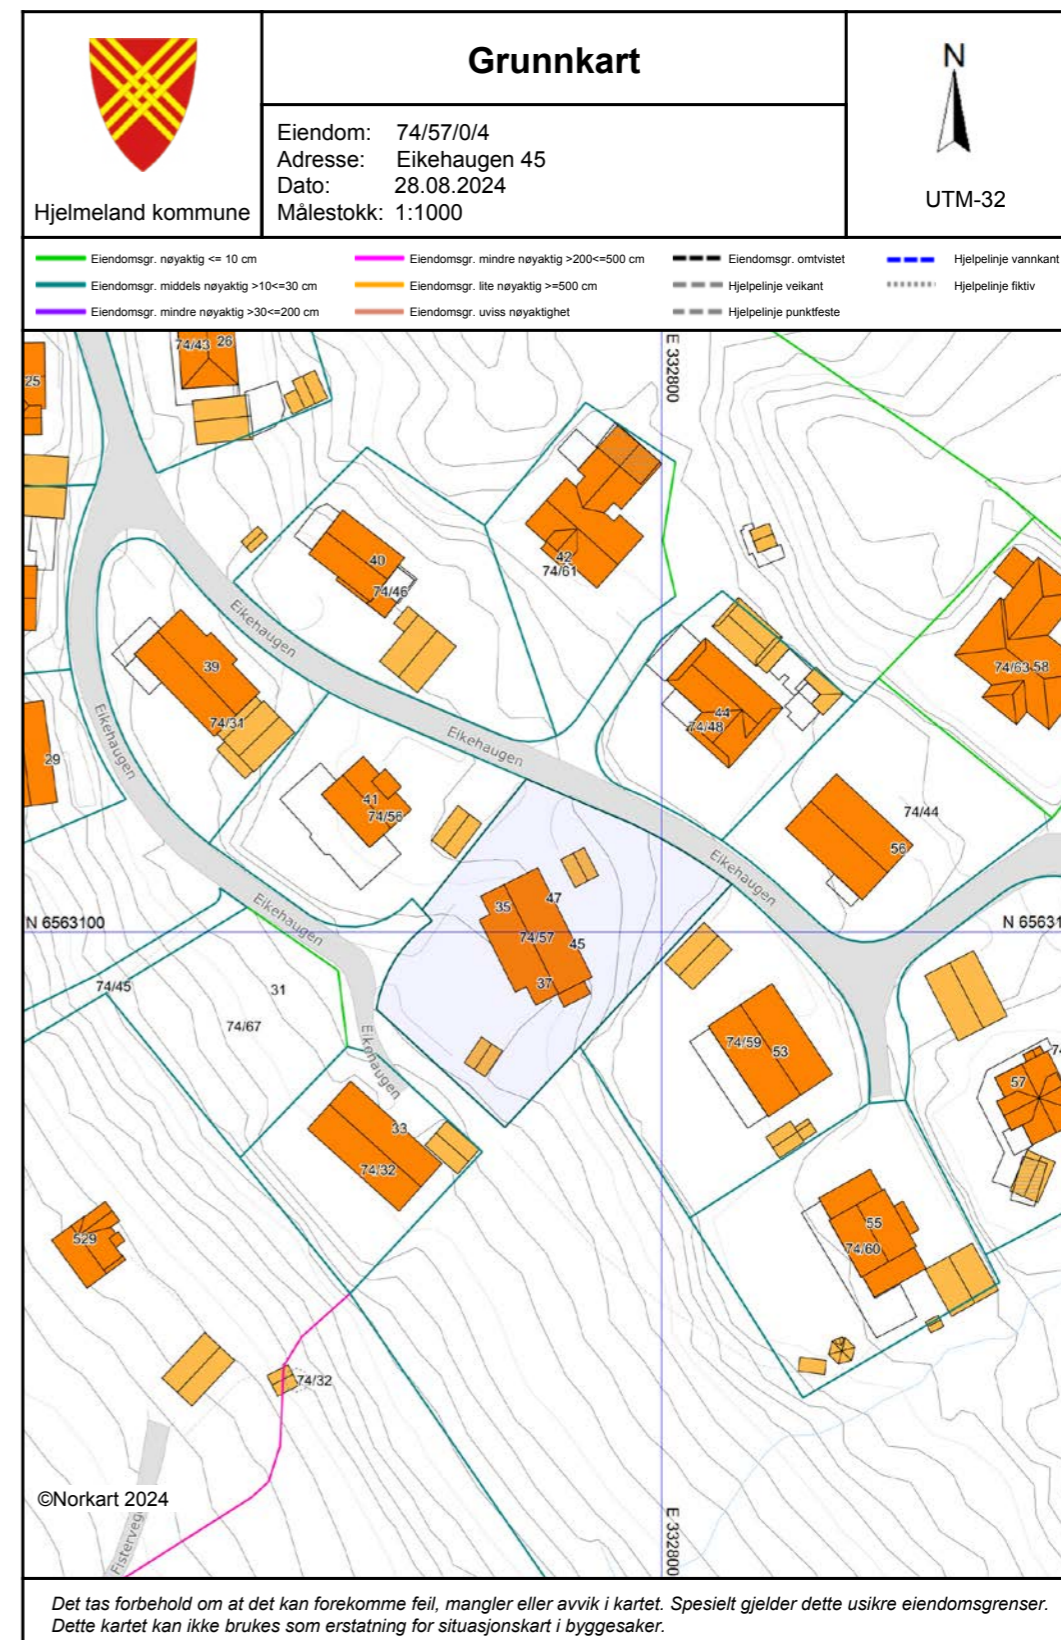 Grunnkart
Hjelmeland kommune
Eiendom: 74/57/0/4
Adresse: Eikehaugen 45
Dato: 28.08.2024
Målestokk: 1:1000
N
UTM-32
Eiendomsgr. nøyaktig <= 10 cm
Eiendomsgr. middels nøyaktig >10<=30 cm
Eiendomsgr. mindre nøyaktig >30<=200 cm
Eiendomsgr. mindre nøyaktig >200<=500 cm
Eiendomsgr. lite nøyaktig >=500 cm
Eiendomsgr. uviss nøyaktighet
Eiendomsgr. omtvistet
Hjelpelinje veikant
Hjelpelinje punktfeste
Hjelpelinje vannkant
Hjelpelinje fiktiv
74/43 26
E 332800
25
40
74/46
42
74/61
Eikehaugen
39
74/31
74/63 58
Eikehaugen
29
Eikehaugen
44
74/48
41
74/56
74/44
56
Eikehaugen
35
47
Eikehaugen
N 6563100
N 65631
74/57
45
37
74/45
31
74/67
Eikehaugen
74/59
53
57
33
74/32
529
55
74/60
74/32
©Norkart 2024
Fisterveg
E 332800
Det tas forbehold om at det kan forekomme feil, mangler eller avvik i kartet. Spesielt gjelder dette usikre eiendomsgrenser.
Dette kartet kan ikke brukes som erstatning for situasjonskart i byggesaker.